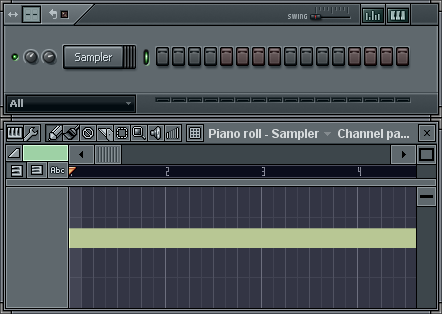 SWING
Sampler
All
Piano roll - Sampler Channel pa...
Abc
2 3 4